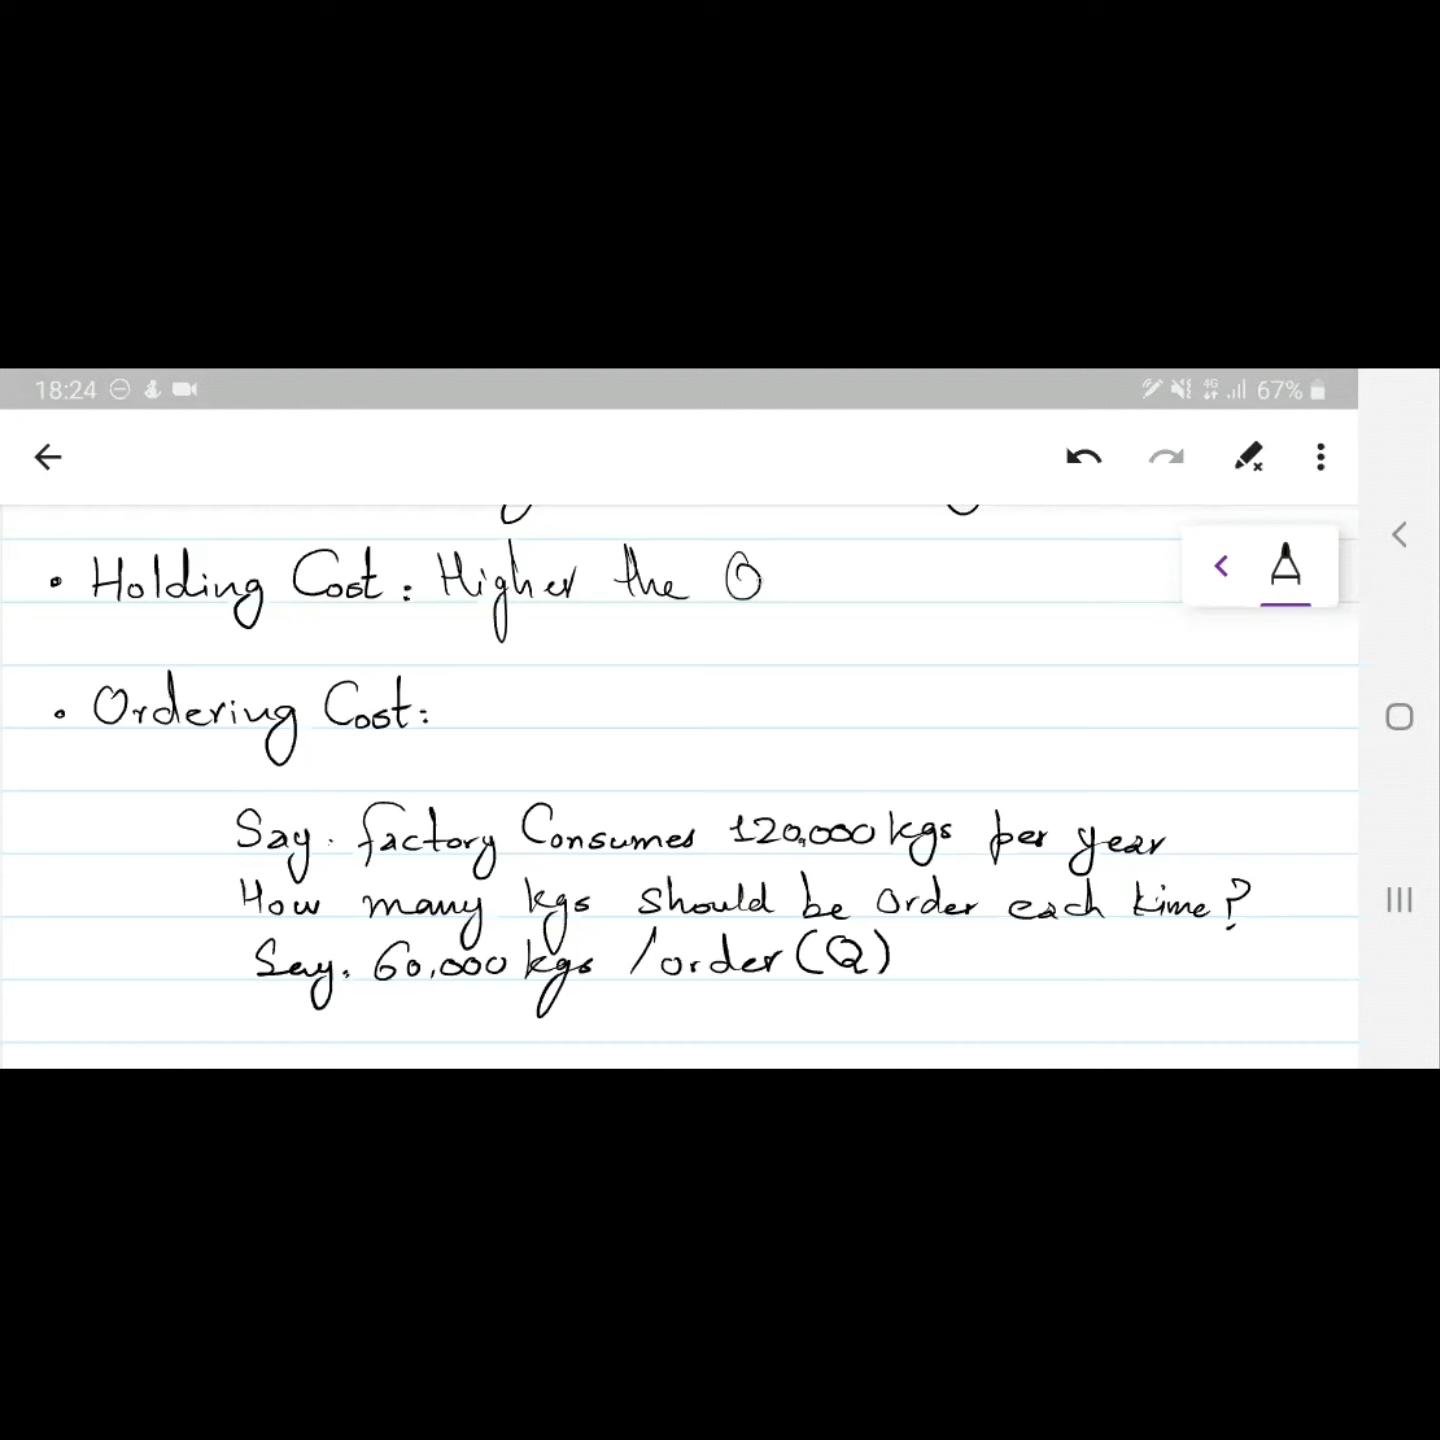 18:24 4G 67%
• Holding Cost: Higher the O
• Ordering Cost:
Say. factory Consumes 120,000 kgs per year
How many kgs should be order each time?
Say. 60,000 kgs / order (Q)